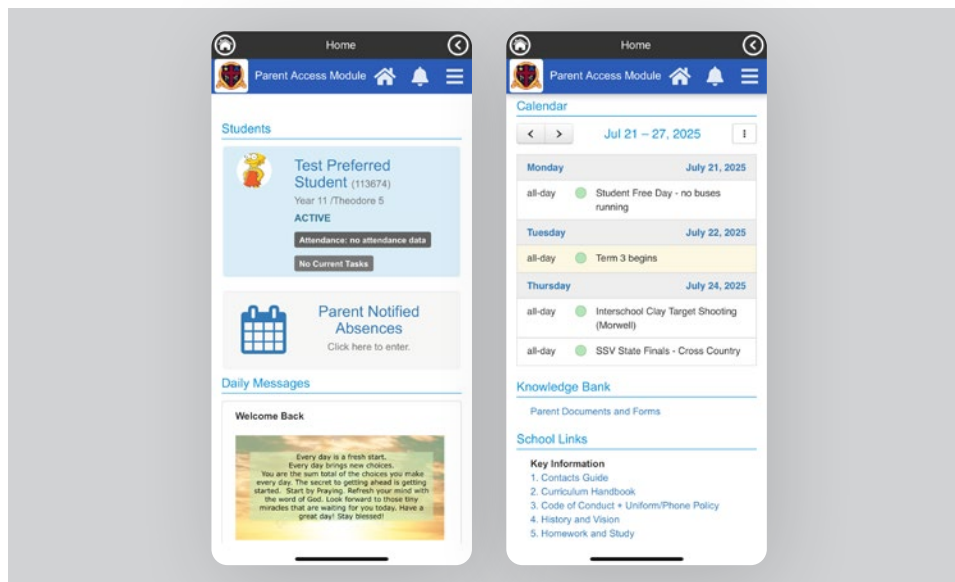 Home
Parent Access Module
Students
Test Preferred
Student (113674)
Year 11 /Theodore 5
ACTIVE
Attendance: no attendance data
No Current Tasks
Parent Notified
Absences
Click here to enter.
Daily Messages
Welcome Back
Every day is a fresh start.
Every day brings new choices.
You are the sum total of the choices you make
every day. The secret to getting ahead is getting
started. Start by Praying. Refresh your mind with
the word of God. Look forward to those tiny
miracles that are waiting for you today. Have a
great day! Stay blessed!
Home
Parent Access Module
Calendar
Jul 21 – 27, 2025
Monday July 21, 2025
all-day Student Free Day - no buses
running
Tuesday July 22, 2025
all-day Term 3 begins
Thursday July 24, 2025
all-day Interschool Clay Target Shooting
(Morwell)
all-day SSV State Finals - Cross Country
Knowledge Bank
Parent Documents and Forms
School Links
Key Information
1. Contacts Guide
2. Curriculum Handbook
3. Code of Conduct + Uniform/Phone Policy
4. History and Vision
5. Homework and Study